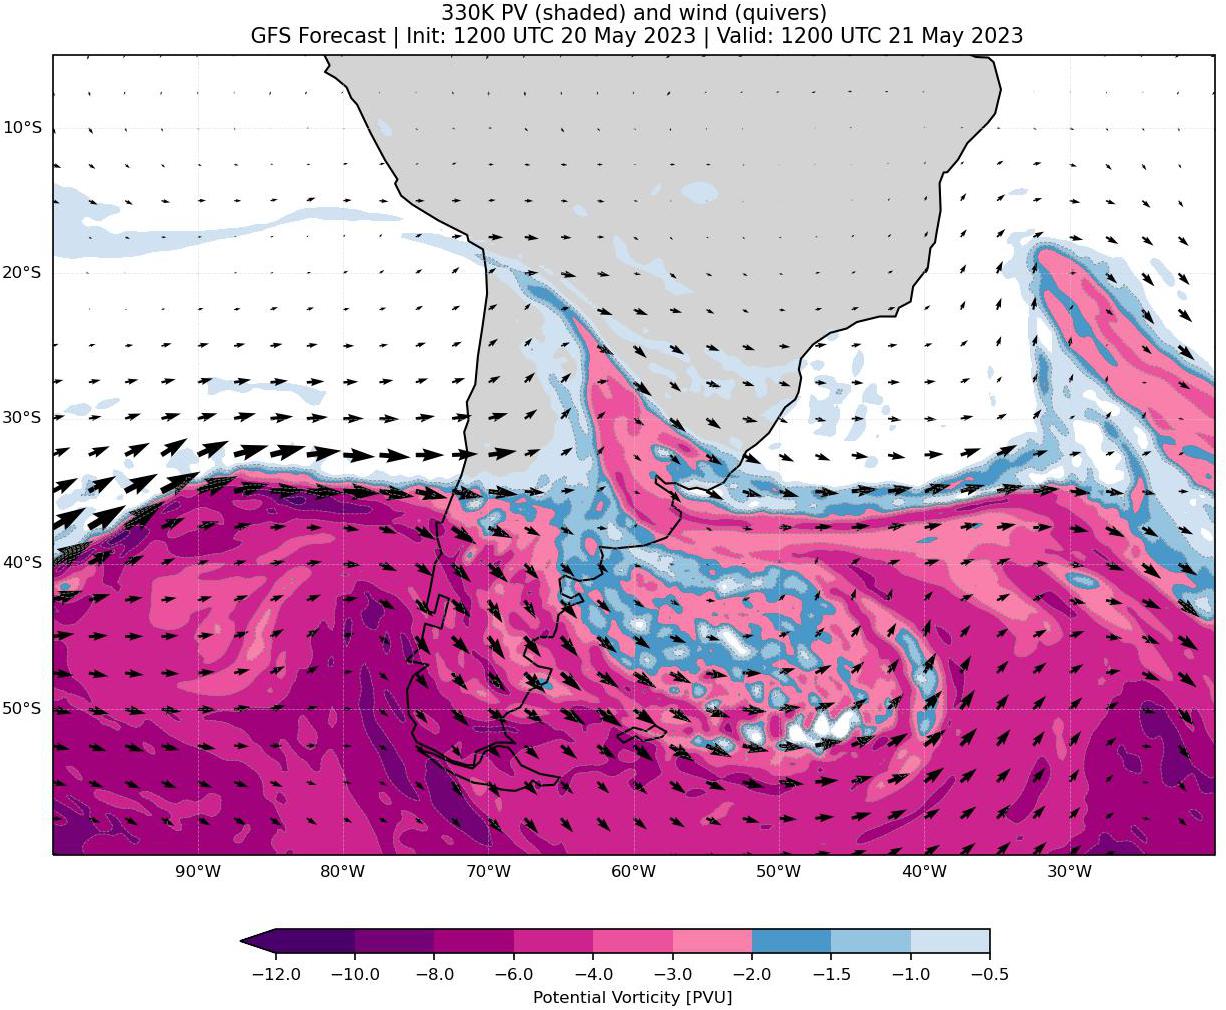 330K PV (shaded) and wind (quivers)
GFS Forecast | Init: 1200 UTC 20 May 2023 | Valid: 1200 UTC 21 May 2023
10°S
20°S
30°S
40°S
50°S
90°W 80°W 70°W 60°W 50°W 40°W 30°W
−12.0 −10.0 −8.0 −6.0 −4.0 −3.0 −2.0 −1.5 −1.0 −0.5
Potential Vorticity [PVU]